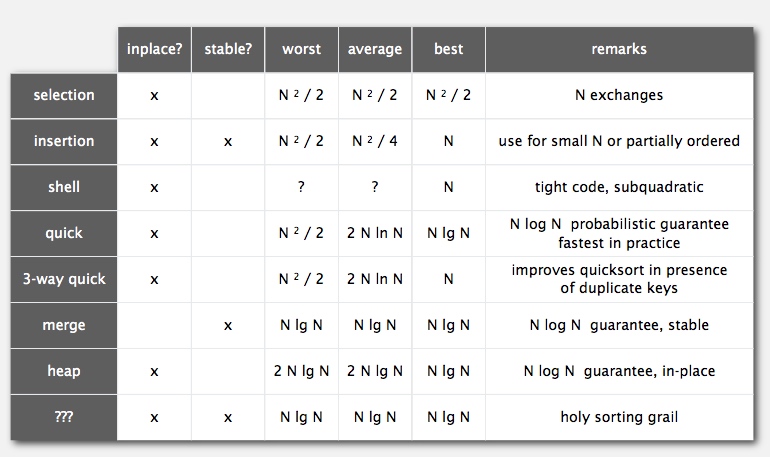 inplace? stable? worst average best remarks
selection x N ² / 2 N ² / 2 N ² / 2 N exchanges
insertion x x N ² / 2 N ² / 4 N use for small N or partially ordered
shell x ? ? N tight code, subquadratic
quick x N ² / 2 2 N ln N N lg N N log N probabilistic guarantee
fastest in practice
3-way quick x N ² / 2 2 N ln N N improves quicksort in presence
of duplicate keys
merge x N lg N N lg N N lg N N log N guarantee, stable
heap x 2 N lg N 2 N lg N N lg N N log N guarantee, in-place
??? x x N lg N N lg N N lg N holy sorting grail